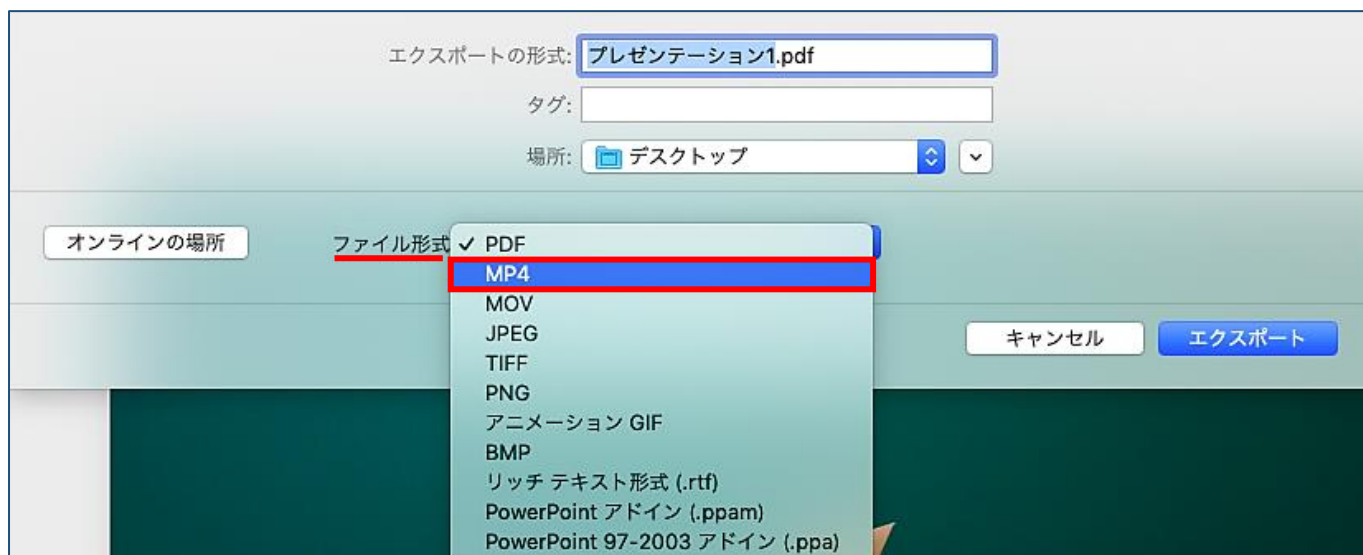 エクスポートの形式: プレゼンテーション1.pdf
タグ:
場所: デスクトップ
オンラインの場所 ファイル形式 ✓ PDF
MP4
MOV
JPEG
キャンセル エクスポート
TIFF
PNG
アニメーション GIF
BMP
リッチ テキスト形式 (.rtf)
PowerPoint アドイン (.ppam)
PowerPoint 97-2003 アドイン (.ppa)